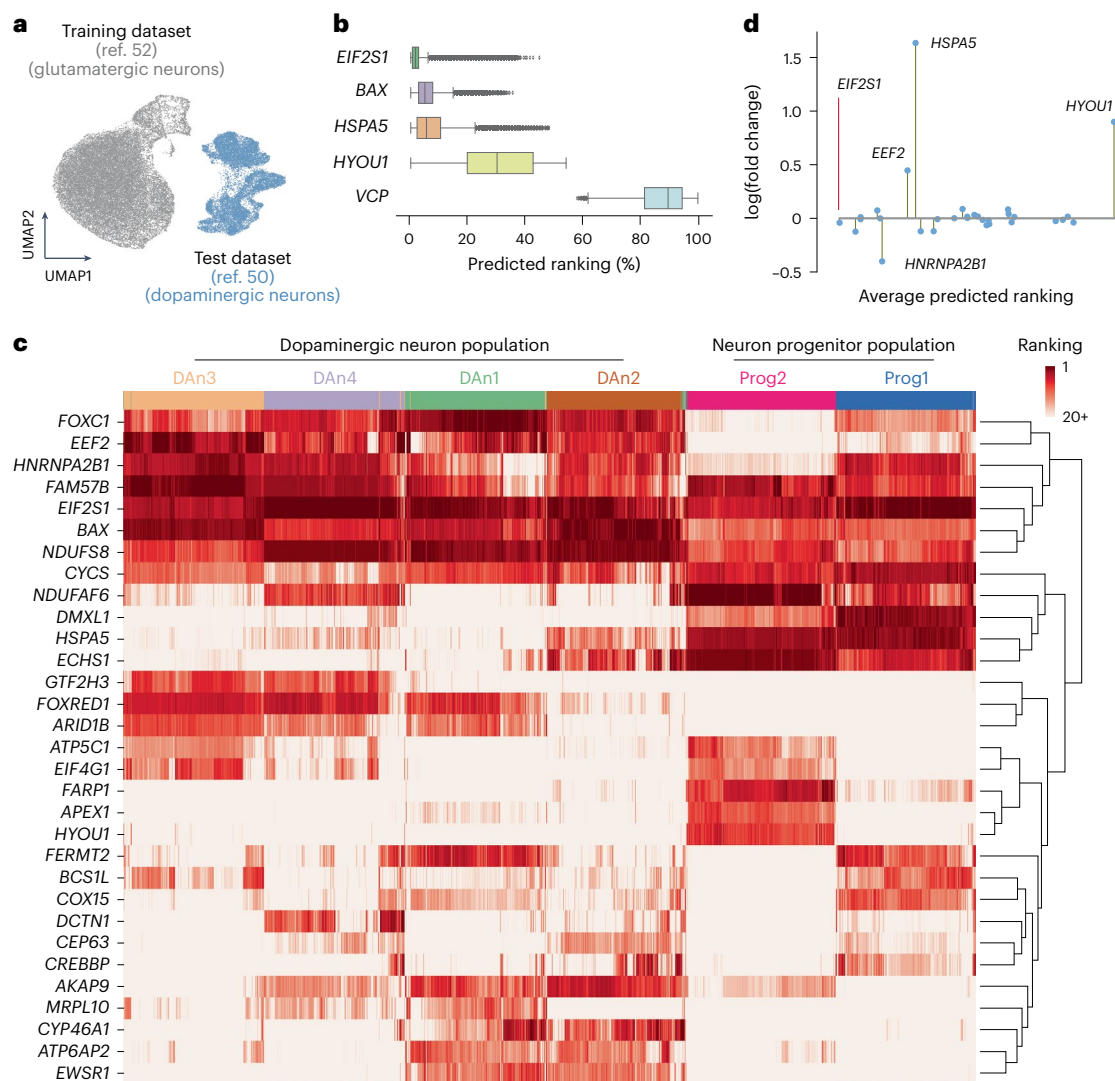 a
Training dataset
(ref. 52)
(glutamatergic neurons)
UMAP2
UMAP1
Test dataset
(ref. 50)
(dopaminergic neurons)
b
EIF2S1
BAX
HSPA5
HYOU1
VCP
0 20 40 60 80 100
Predicted ranking (%)
d
log(fold change)
1.5
1.0
0.5
0
–0.5
EIF2S1
HSPA5
EEF2
HYOU1
HNRNPA2B1
Average predicted ranking
c
Dopaminergic neuron population
Neuron progenitor population
DAn3 DAn4 DAn1 DAn2 Prog2 Prog1
Ranking
1
20+
FOXC1
EEF2
HNRNPA2B1
FAM57B
EIF2S1
BAX
NDUFS8
CYCS
NDUFAF6
DMXL1
HSPA5
ECHS1
GTF2H3
FOXRED1
ARID1B
ATP5C1
EIF4G1
FARP1
APEX1
HYOU1
FERMT2
BCS1L
COX15
DCTN1
CEP63
CREBBP
AKAP9
MRPL10
CYP46A1
ATP6AP2
EWSR1